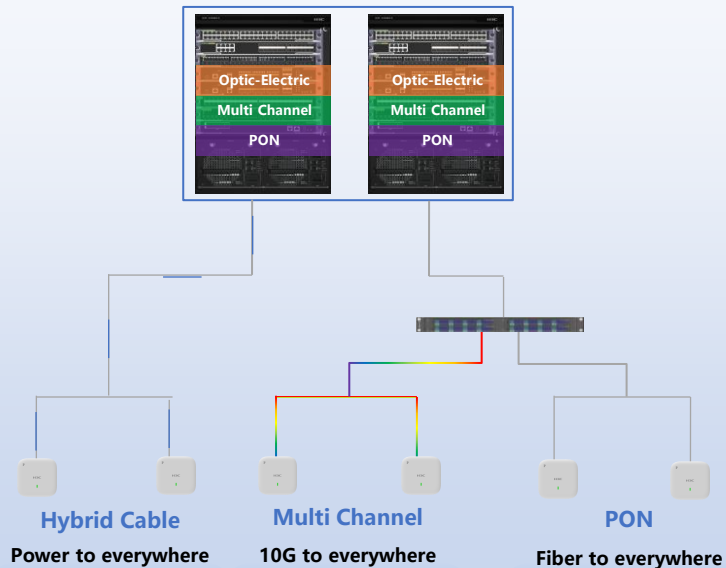 Optic-Electric
Multi Channel
PON
Optic-Electric
Multi Channel
PON
Hybrid Cable
Power to everywhere
Multi Channel
10G to everywhere
PON
Fiber to everywhere